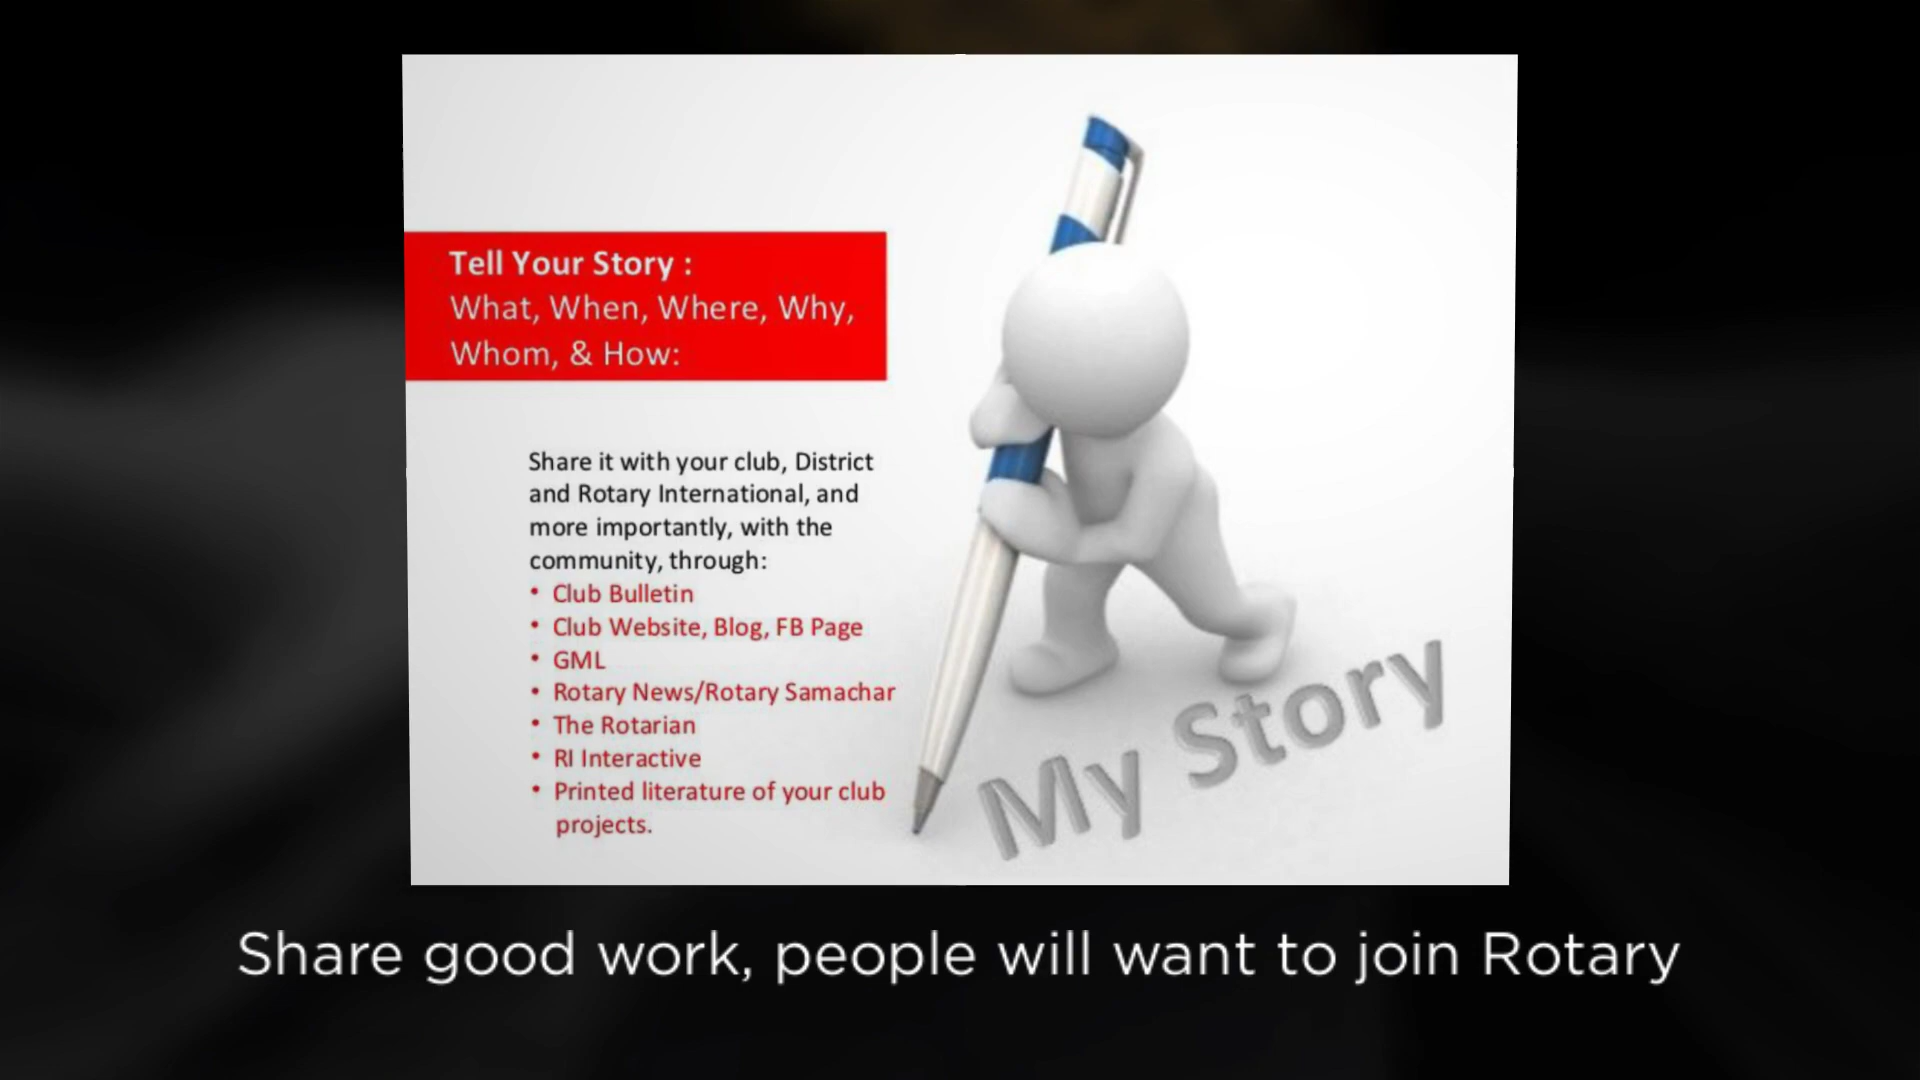 Tell Your Story :
What, When, Where, Why,
Whom, & How:
Share it with your club, District
and Rotary International, and
more importantly, with the
community, through:
• Club Bulletin
• Club Website, Blog, FB Page
• GML
• Rotary News/Rotary Samachar
• The Rotarian
• RI Interactive
• Printed literature of your club
projects.
My Story
Share good work, people will want to join Rotary